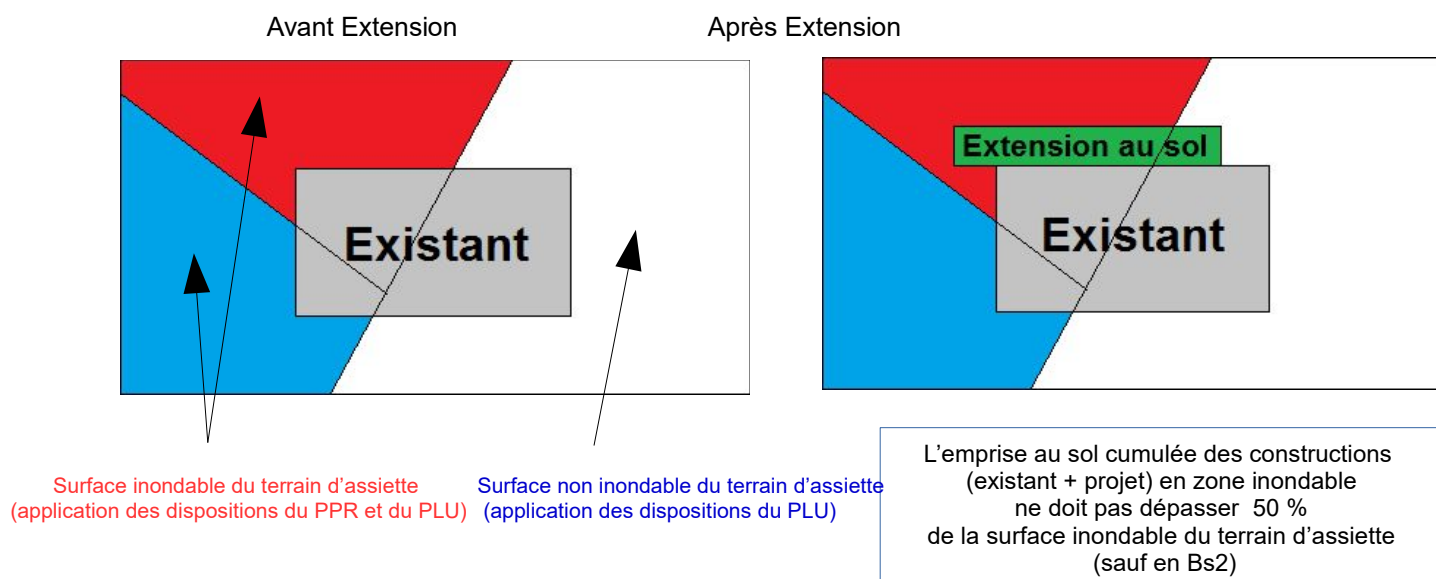 Avant Extension
Après Extension
Existant
Extension au sol
Existant
Surface inondable du terrain d’assiette
(application des dispositions du PPR et du PLU)
Surface non inondable du terrain d’assiette
(application des dispositions du PLU)
L’emprise au sol cumulée des constructions
(existant + projet) en zone inondable
ne doit pas dépasser 50 %
de la surface inondable du terrain d’assiette
(sauf en Bs2)